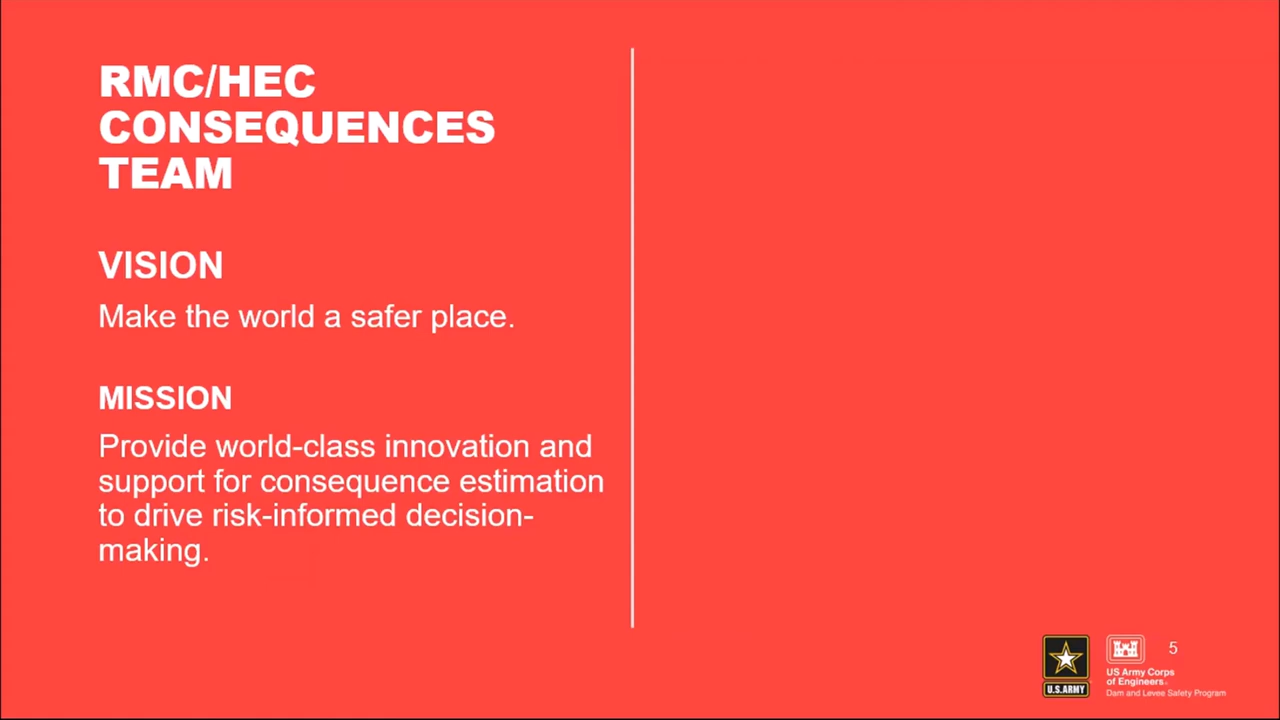 RMC/HEC
CONSEQUENCES
TEAM
VISION
Make the world a safer place.
MISSION
Provide world-class innovation and
support for consequence estimation
to drive risk-informed decision-
making.
5
U.S.ARMY
US Army Corps
of Engineers®
Dam and Levee Safety Program